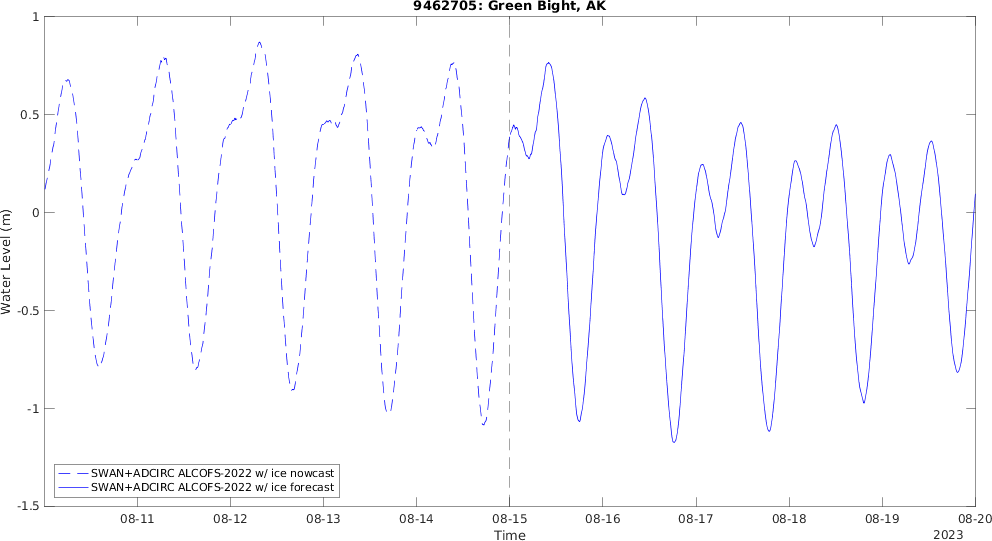 9462705: Green Bight, AK
1
0.5
0
-0.5
-1
-1.5
Water Level (m)
SWAN+ADCIRC ALCOFS-2022 w/ ice nowcast
SWAN+ADCIRC ALCOFS-2022 w/ ice forecast
08-11 08-12 08-13 08-14 08-15 08-16 08-17 08-18 08-19 08-20
Time
2023